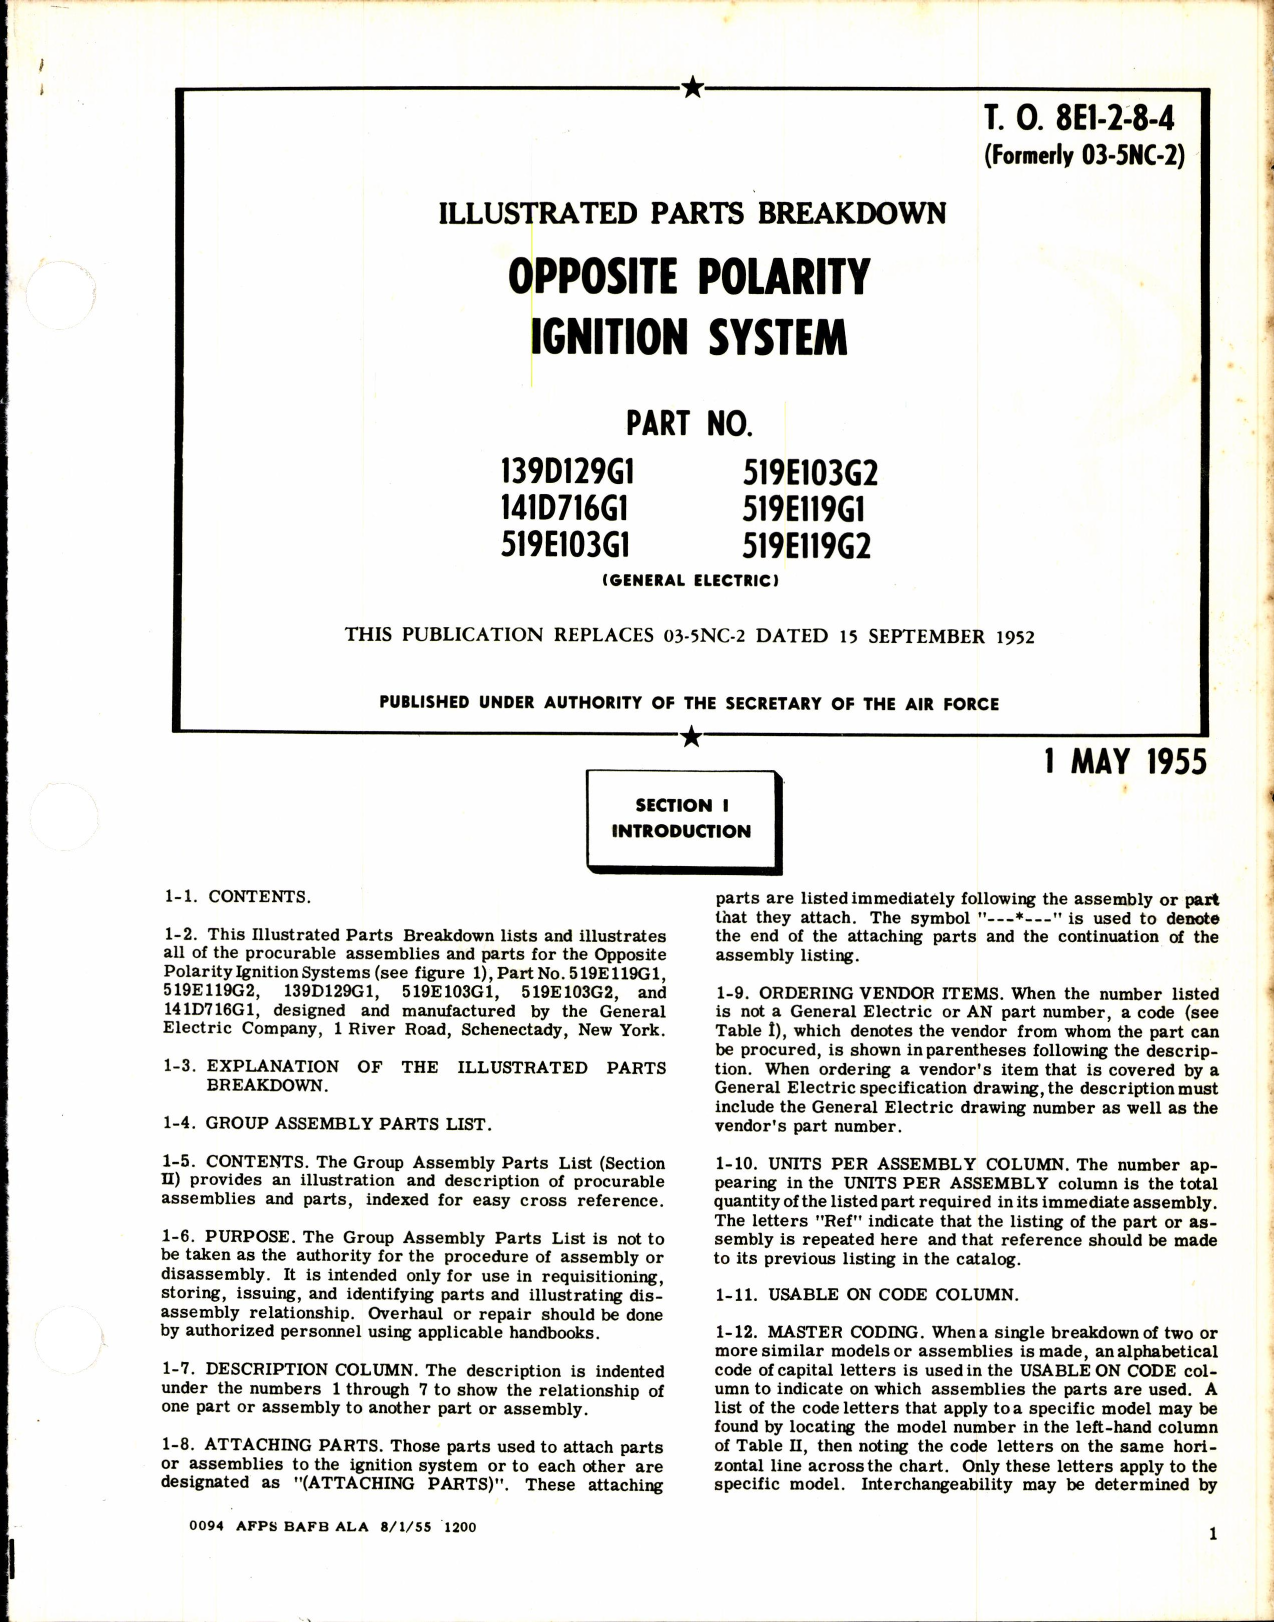 T. O. 8E1-2-8-4
(Formerly 03-5NC-2)
ILLUSTRATED PARTS BREAKDOWN
OPPOSITE POLARITY
IGNITION SYSTEM
PART NO.
139D129G1 519E103G2
141D716G1 519E119G1
519E103G1 519E119G2
(GENERAL ELECTRIC)
THIS PUBLICATION REPLACES 03-5NC-2 DATED 15 SEPTEMBER 1952
PUBLISHED UNDER AUTHORITY OF THE SECRETARY OF THE AIR FORCE
1 MAY 1955
SECTION I
INTRODUCTION
1-1. CONTENTS.
1-2. This Illustrated Parts Breakdown lists and illustrates
all of the procurable assemblies and parts for the Opposite
Polarity Ignition Systems (see figure 1), Part No. 519E119G1,
519E119G2, 139D129G1, 519E103G1, 519E103G2, and
141D716G1, designed and manufactured by the General
Electric Company, 1 River Road, Schenectady, New York.
1-3. EXPLANATION OF THE ILLUSTRATED PARTS
BREAKDOWN.
1-4. GROUP ASSEMBLY PARTS LIST.
1-5. CONTENTS. The Group Assembly Parts List (Section
II) provides an illustration and description of procurable
assemblies and parts, indexed for easy cross reference.
1-6. PURPOSE. The Group Assembly Parts List is not to
be taken as the authority for the procedure of assembly or
disassembly. It is intended only for use in requisitioning,
storing, issuing, and identifying parts and illustrating dis-
assembly relationship. Overhaul or repair should be done
by authorized personnel using applicable handbooks.
1-7. DESCRIPTION COLUMN. The description is indented
under the numbers 1 through 7 to show the relationship of
one part or assembly to another part or assembly.
1-8. ATTACHING PARTS. Those parts used to attach parts
or assemblies to the ignition system or to each other are
designated as "(ATTACHING PARTS)". These attaching
parts are listed immediately following the assembly or part
that they attach. The symbol "---*---" is used to denote
the end of the attaching parts and the continuation of the
assembly listing.
1-9. ORDERING VENDOR ITEMS. When the number listed
is not a General Electric or AN part number, a code (see
Table I), which denotes the vendor from whom the part can
be procured, is shown in parentheses following the descrip-
tion. When ordering a vendor's item that is covered by a
General Electric specification drawing, the description must
include the General Electric drawing number as well as the
vendor's part number.
1-10. UNITS PER ASSEMBLY COLUMN. The number ap-
pearing in the UNITS PER ASSEMBLY column is the total
quantity of the listed part required in its immediate assembly.
The letters "Ref" indicate that the listing of the part or as-
sembly is repeated here and that reference should be made
to its previous listing in the catalog.
1-11. USABLE ON CODE COLUMN.
1-12. MASTER CODING. When a single breakdown of two or
more similar models or assemblies is made, an alphabetical
code of capital letters is used in the USABLE ON CODE col-
umn to indicate on which assemblies the parts are used. A
list of the code letters that apply to a specific model may be
found by locating the model number in the left-hand column
of Table II, then noting the code letters on the same hori-
zontal line across the chart. Only these letters apply to the
specific model. Interchangeability may be determined by
0094 AFPS BAFB ALA 8/1/55 1200
1